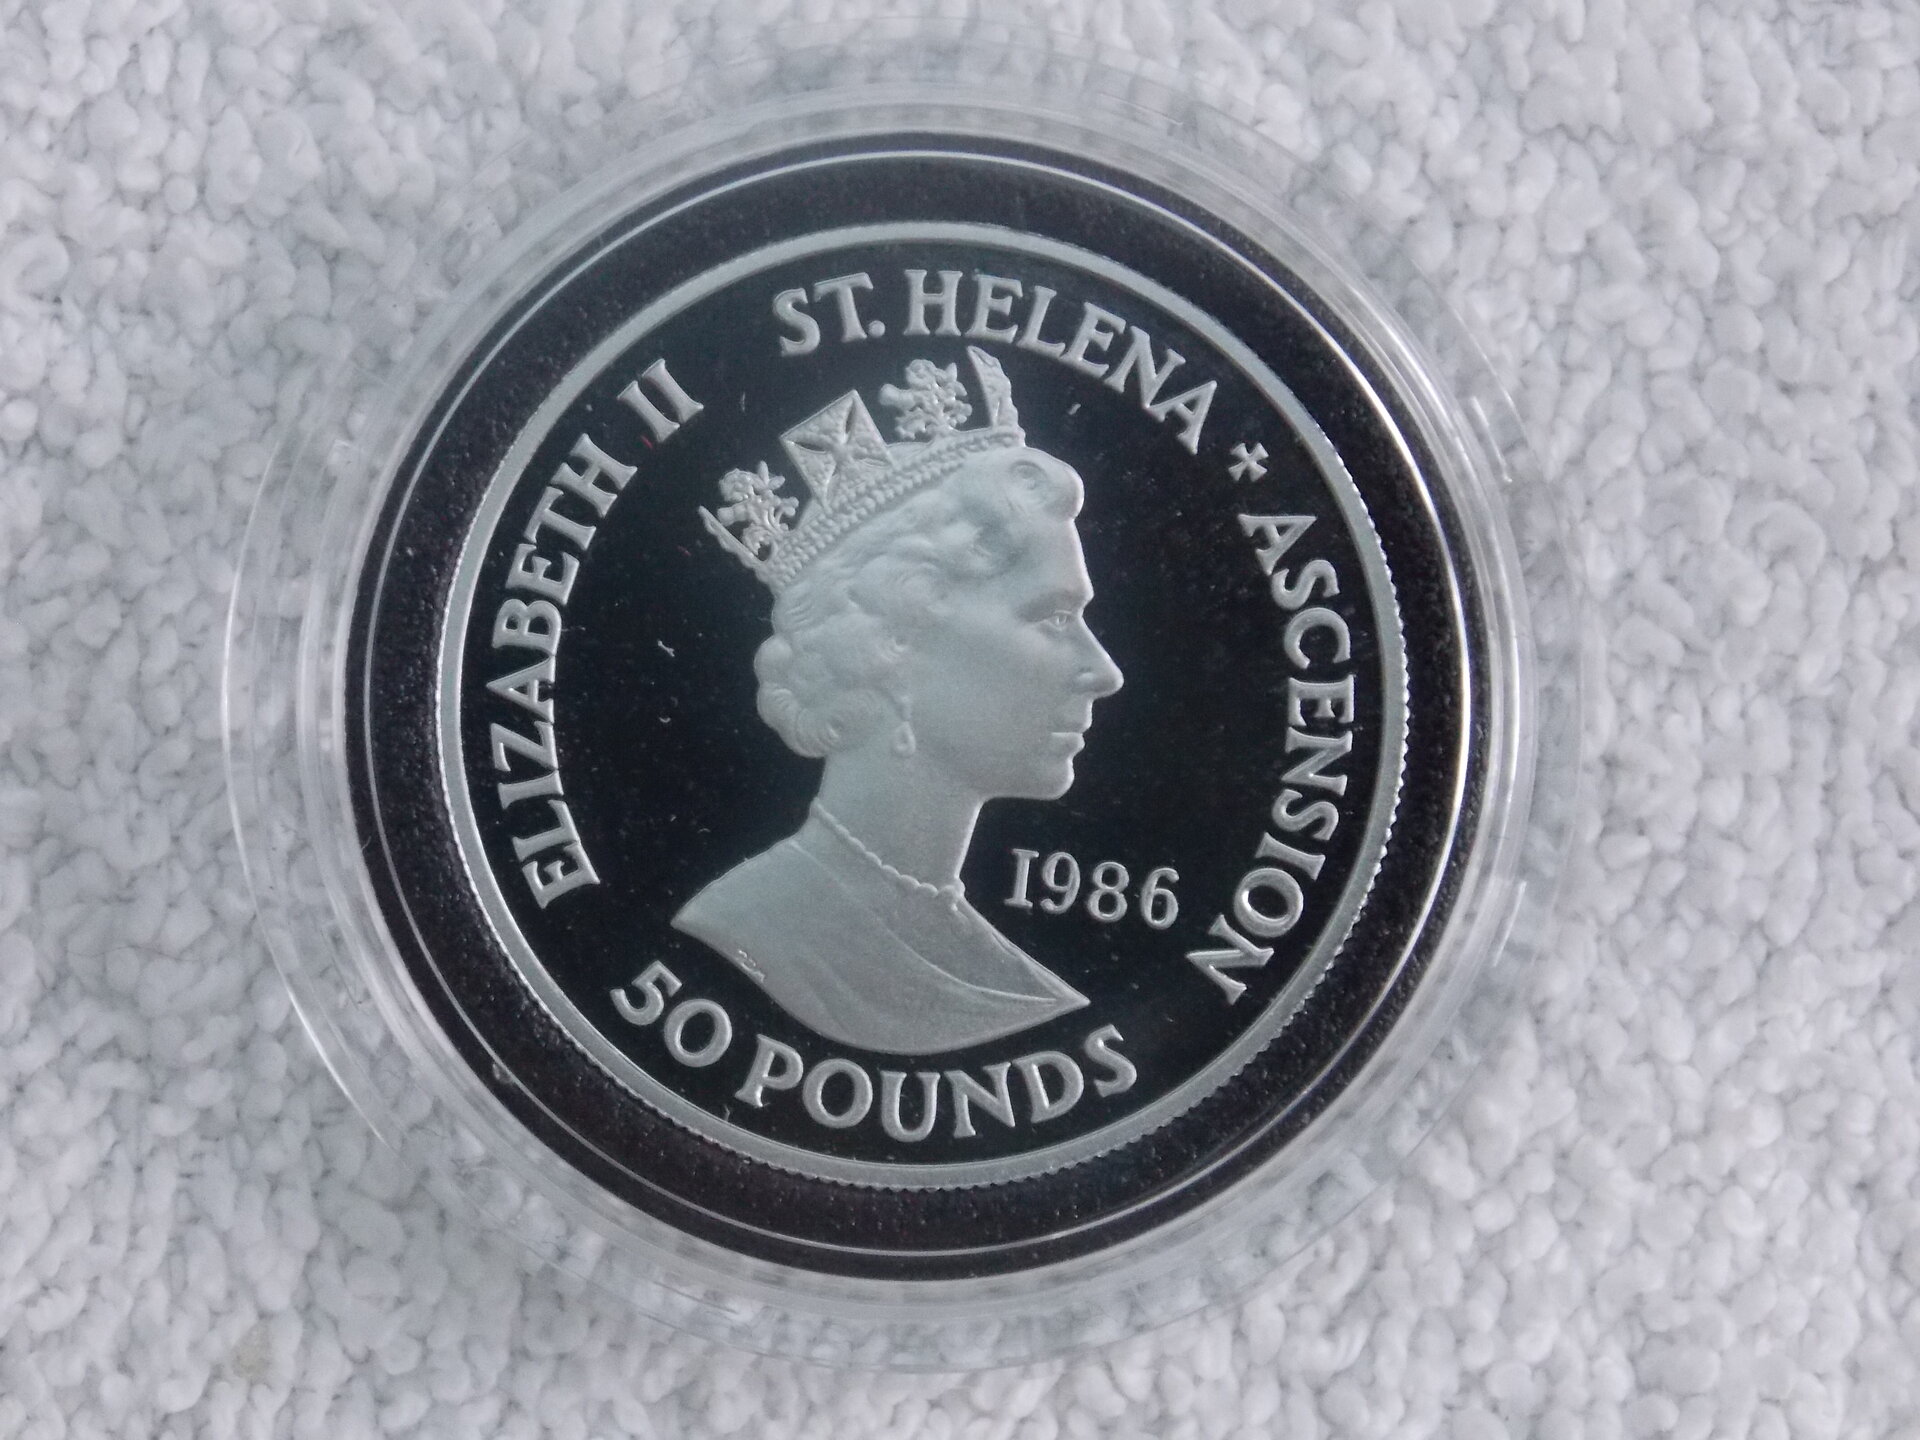 ELIZABETH II ST. HELENA ✠ ASCENSION
1986
50 POUNDS